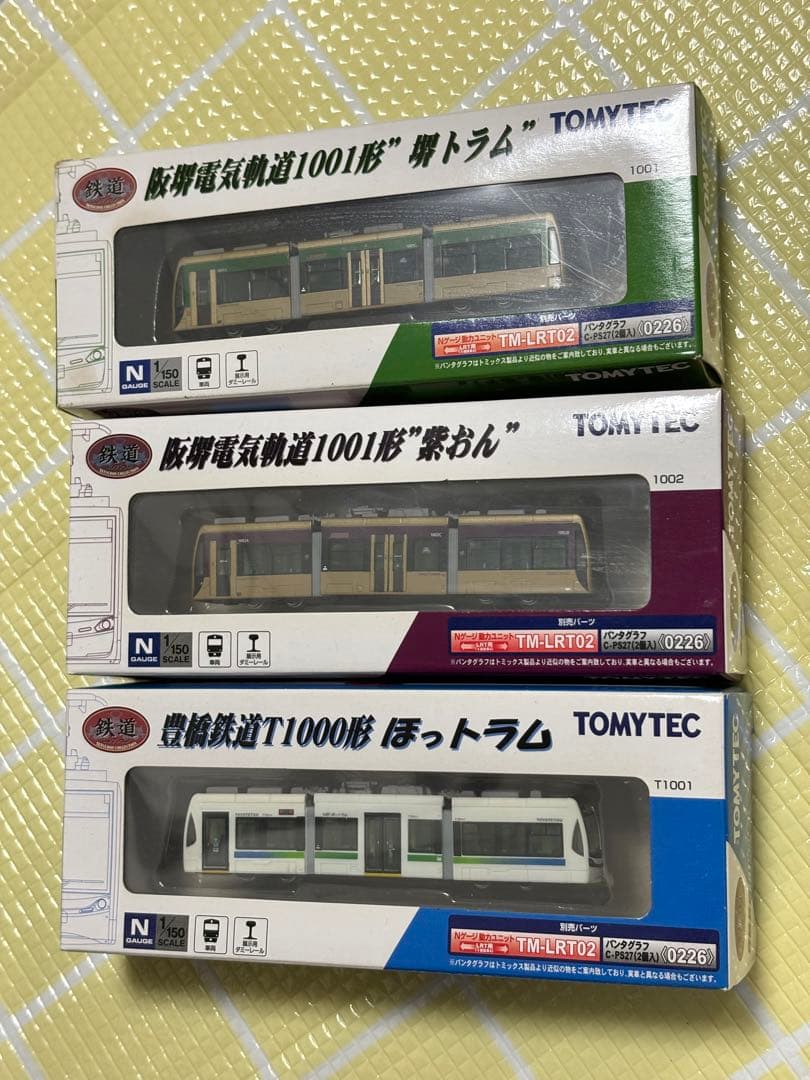 鉄道
阪堺電気軌道1001形"堺トラム"
TOMYTEC
1001
別売パーツ
Nゲージ動力ユニット
LRT用
TM-LRT02
パンタグラフ
C-PS27(2個入)
《0226》
※パンタグラフはトミックス製品より近似の物をご案内致しており、実車と異なる場合もございます。
N
GAUGE
1/150
SCALE
車両
展示用
ダミーレール
TOMYTEC
鉄道
阪堺電気軌道1001形"紫おん"
TOMYTEC
1002
別売パーツ
Nゲージ動力ユニット
LRT用
TM-LRT02
パンタグラフ
C-PS27(2個入)
《0226》
※パンタグラフはトミックス製品より近似の物をご案内致しており、実車と異なる場合もございます。
N
GAUGE
1/150
SCALE
車両
展示用
ダミーレール
鉄道
豊橋鉄道T1000形 ほっトラム
TOMYTEC
T1001
別売パーツ
Nゲージ動力ユニット
LRT用
TM-LRT02
パンタグラフ
C-PS27(2個入)
《0226》
※パンタグラフはトミックス製品より近似の物をご案内致しており、実車と異なる場合もございます。
N
GAUGE
1/150
SCALE
車両
展示用
ダミーレール
TOMYTEC